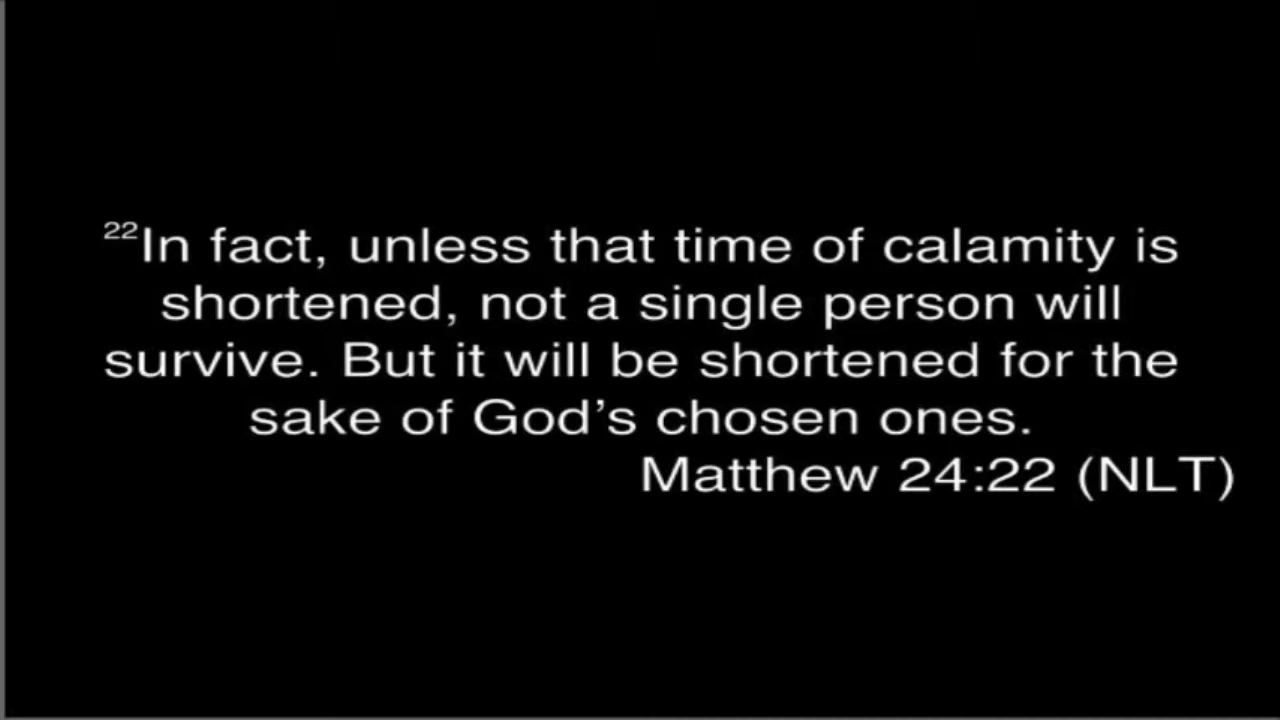 22In fact, unless that time of calamity is
shortened, not a single person will
survive. But it will be shortened for the
sake of God’s chosen ones.
Matthew 24:22 (NLT)